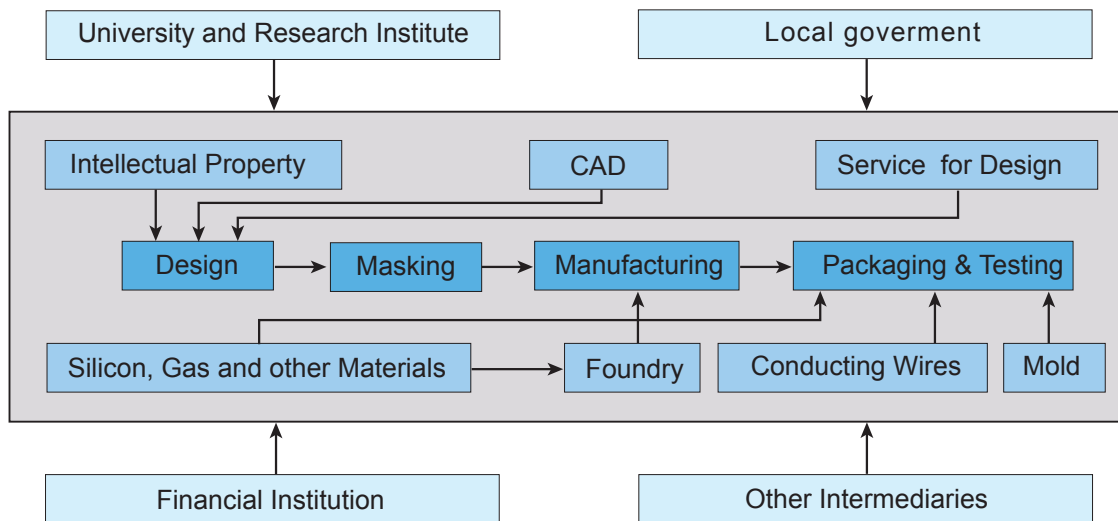 University and Research Institute
Local goverment
Intellectual Property
CAD
Service for Design
Design
Masking
Manufacturing
Packaging & Testing
Silicon, Gas and other Materials
Foundry
Conducting Wires
Mold
Financial Institution
Other Intermediaries